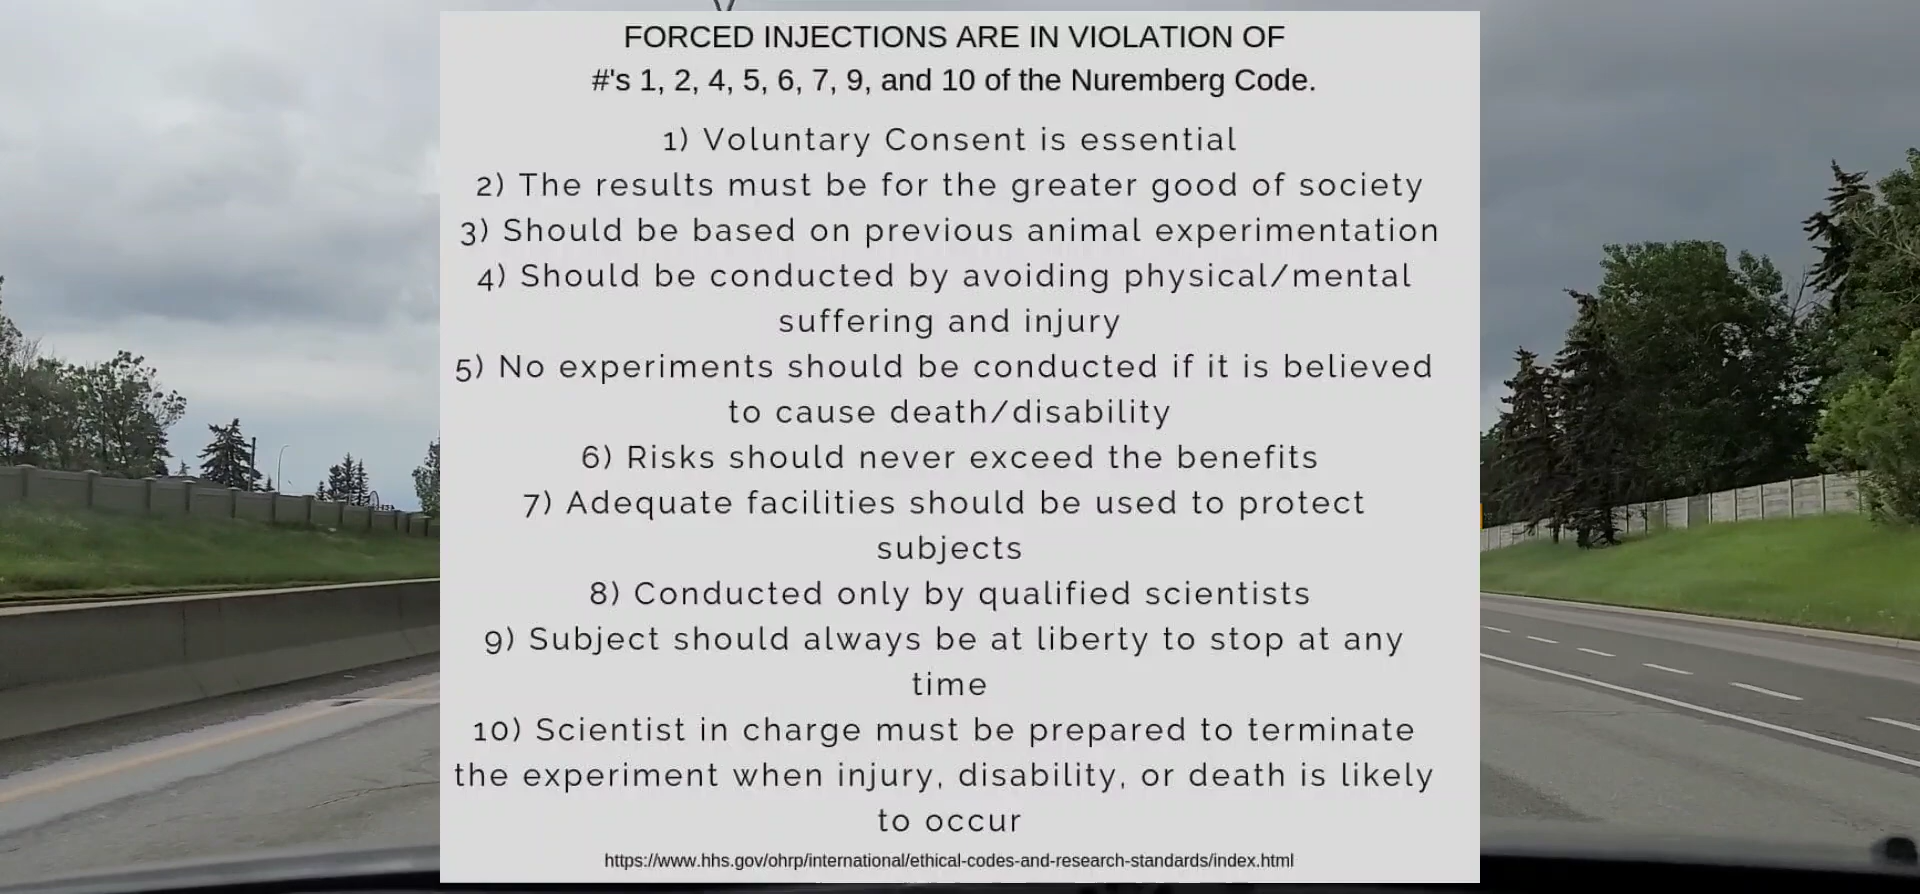 FORCED INJECTIONS ARE IN VIOLATION OF
#'s 1, 2, 4, 5, 6, 7, 9, and 10 of the Nuremberg Code.
1) Voluntary Consent is essential
2) The results must be for the greater good of society
3) Should be based on previous animal experimentation
4) Should be conducted by avoiding physical/mental
suffering and injury
5) No experiments should be conducted if it is believed
to cause death/disability
6) Risks should never exceed the benefits
7) Adequate facilities should be used to protect
subjects
8) Conducted only by qualified scientists
9) Subject should always be at liberty to stop at any
time
10) Scientist in charge must be prepared to terminate
the experiment when injury, disability, or death is likely
to occur
https://www.hhs.gov/ohrp/international/ethical-codes-and-research-standards/index.html